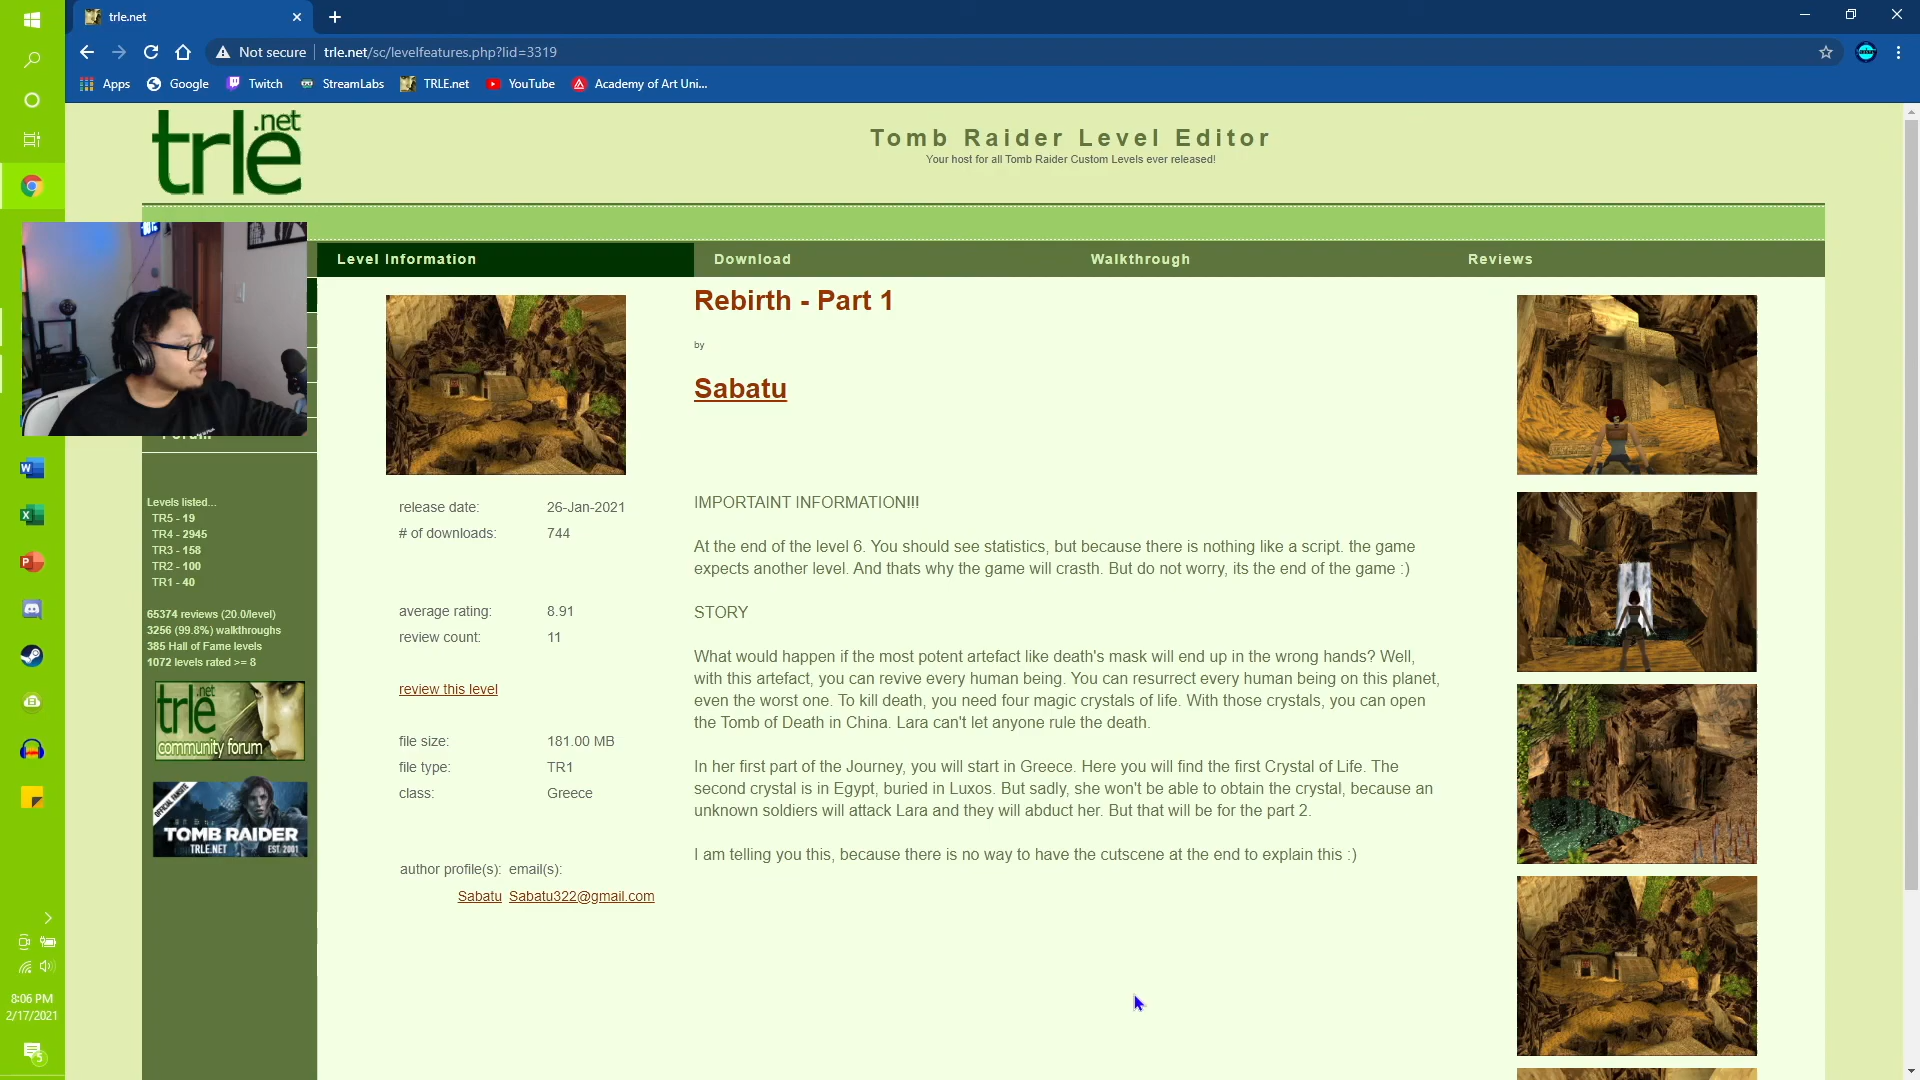 trle.net
Not secure
trle.net/sc/levelfeatures.php?lid=3319
Apps
Google
Twitch
StreamLabs
TRLE.net
YouTube
Academy of Art Uni...
trle.net
Tomb Raider Level Editor
Your host for all Tomb Raider Custom Levels ever released!
Level Information
Download
Walkthrough
Reviews
Forum
Levels listed...
TR5 - 19
TR4 - 2945
TR3 - 158
TR2 - 100
TR1 - 40
65374 reviews (20.0/level)
3256 (99.8%) walkthroughs
385 Hall of Fame levels
1072 levels rated >= 8
trle.net
community forum
OFFICIAL FANSITE
TOMB RAIDER
TRLE.NET
EST. 2001
release date: 26-Jan-2021
# of downloads: 744
average rating: 8.91
review count: 11
review this level
file size: 181.00 MB
file type: TR1
class: Greece
author profile(s): email(s):
Sabatu Sabatu322@gmail.com
Rebirth - Part 1
by
Sabatu
IMPORTAINT INFORMATION!!!
At the end of the level 6. You should see statistics, but because there is nothing like a script. the game
expects another level. And thats why the game will crasth. But do not worry, its the end of the game :)
STORY
What would happen if the most potent artefact like death's mask will end up in the wrong hands? Well,
with this artefact, you can revive every human being. You can resurrect every human being on this planet,
even the worst one. To kill death, you need four magic crystals of life. With those crystals, you can open
the Tomb of Death in China. Lara can't let anyone rule the death.
In her first part of the Journey, you will start in Greece. Here you will find the first Crystal of Life. The
second crystal is in Egypt, buried in Luxos. But sadly, she won't be able to obtain the crystal, because an
unknown soldiers will attack Lara and they will abduct her. But that will be for the part 2.
I am telling you this, because there is no way to have the cutscene at the end to explain this :)
8:06 PM
2/17/2021
5